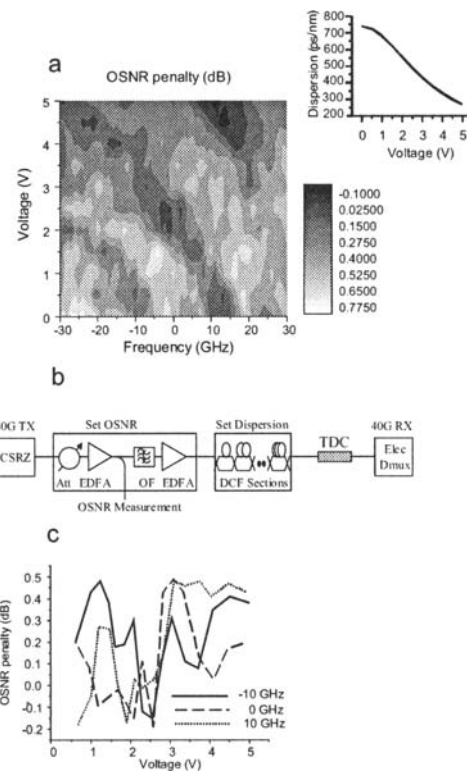 a
OSNR penalty (dB)
Voltage (V)
5
4
3
2
1
0
-30 -20 -10 0 10 20 30
Frequency (GHz)
Dispersion (ps/nm)
800
700
600
500
400
300
200
0 1 2 3 4 5
Voltage (V)
-0.1000
0.02500
0.1500
0.2750
0.4000
0.5250
0.6500
0.7750
b
0G TX
Set OSNR
Set Dispersion
40G RX
CSRZ
TDC
Elec
Dmux
Att EDFA
OF EDFA
DCF Sections
OSNR Measurement
c
OSNR penalty (dB)
0.5
0.4
0.3
0.2
0.1
0.0
-0.1
-0.2
-10 GHz
0 GHz
10 GHz
0 1 2 3 4 5
Voltage (V)